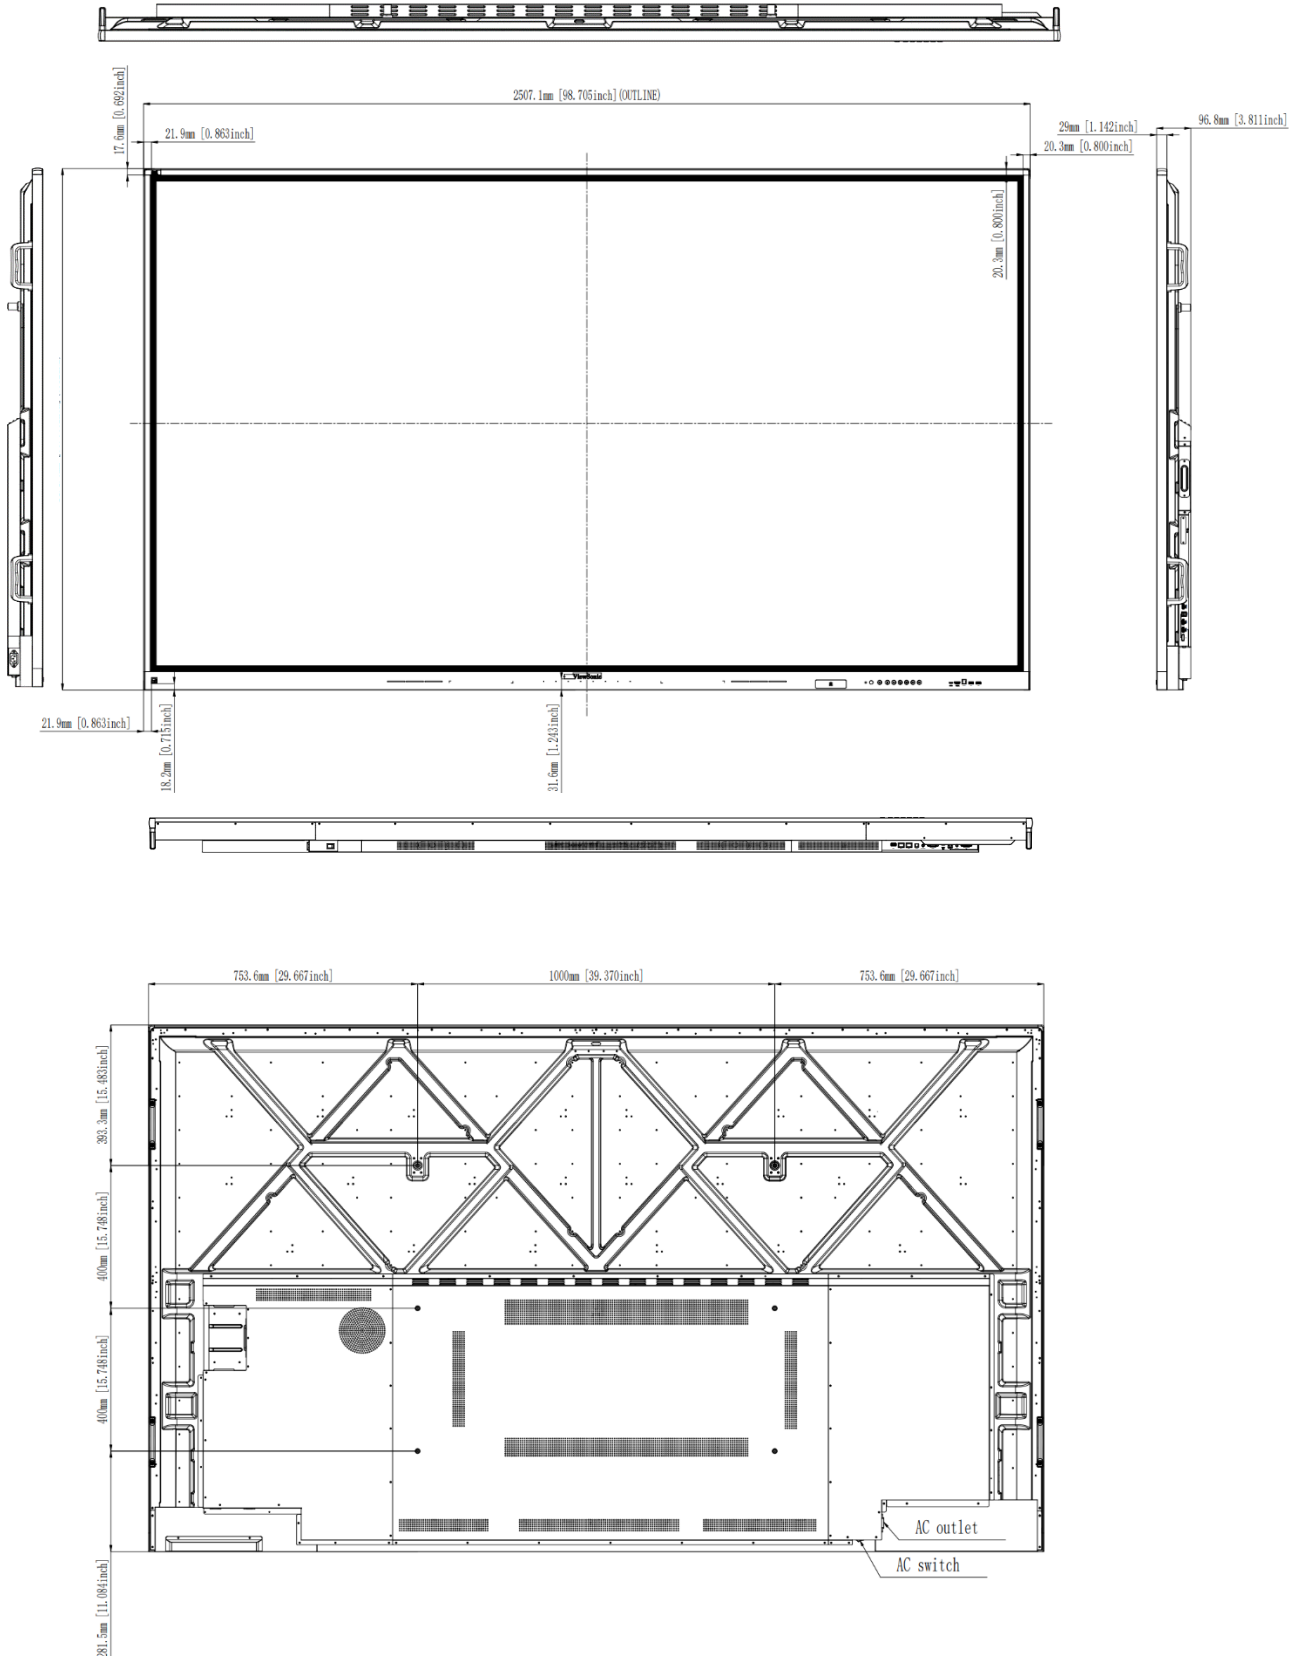 2507.1mm [98.705inch](OUTLINE)
17.6mm [0.692inch]
21.9mm [0.863inch]
29mm [1.142inch]
96.8mm [3.811inch]
20.3mm [0.800inch]
20.3mm [0.800inch]
ViewSonic
21.9mm [0.863inch]
18.2mm [0.715inch]
31.6mm [1.243inch]
753.6mm [29.667inch]
1000mm [39.370inch]
753.6mm [29.667inch]
393.3mm [15.483inch]
400mm [15.748inch]
400mm [15.748inch]
281.5mm [11.084inch]
AC outlet
AC switch